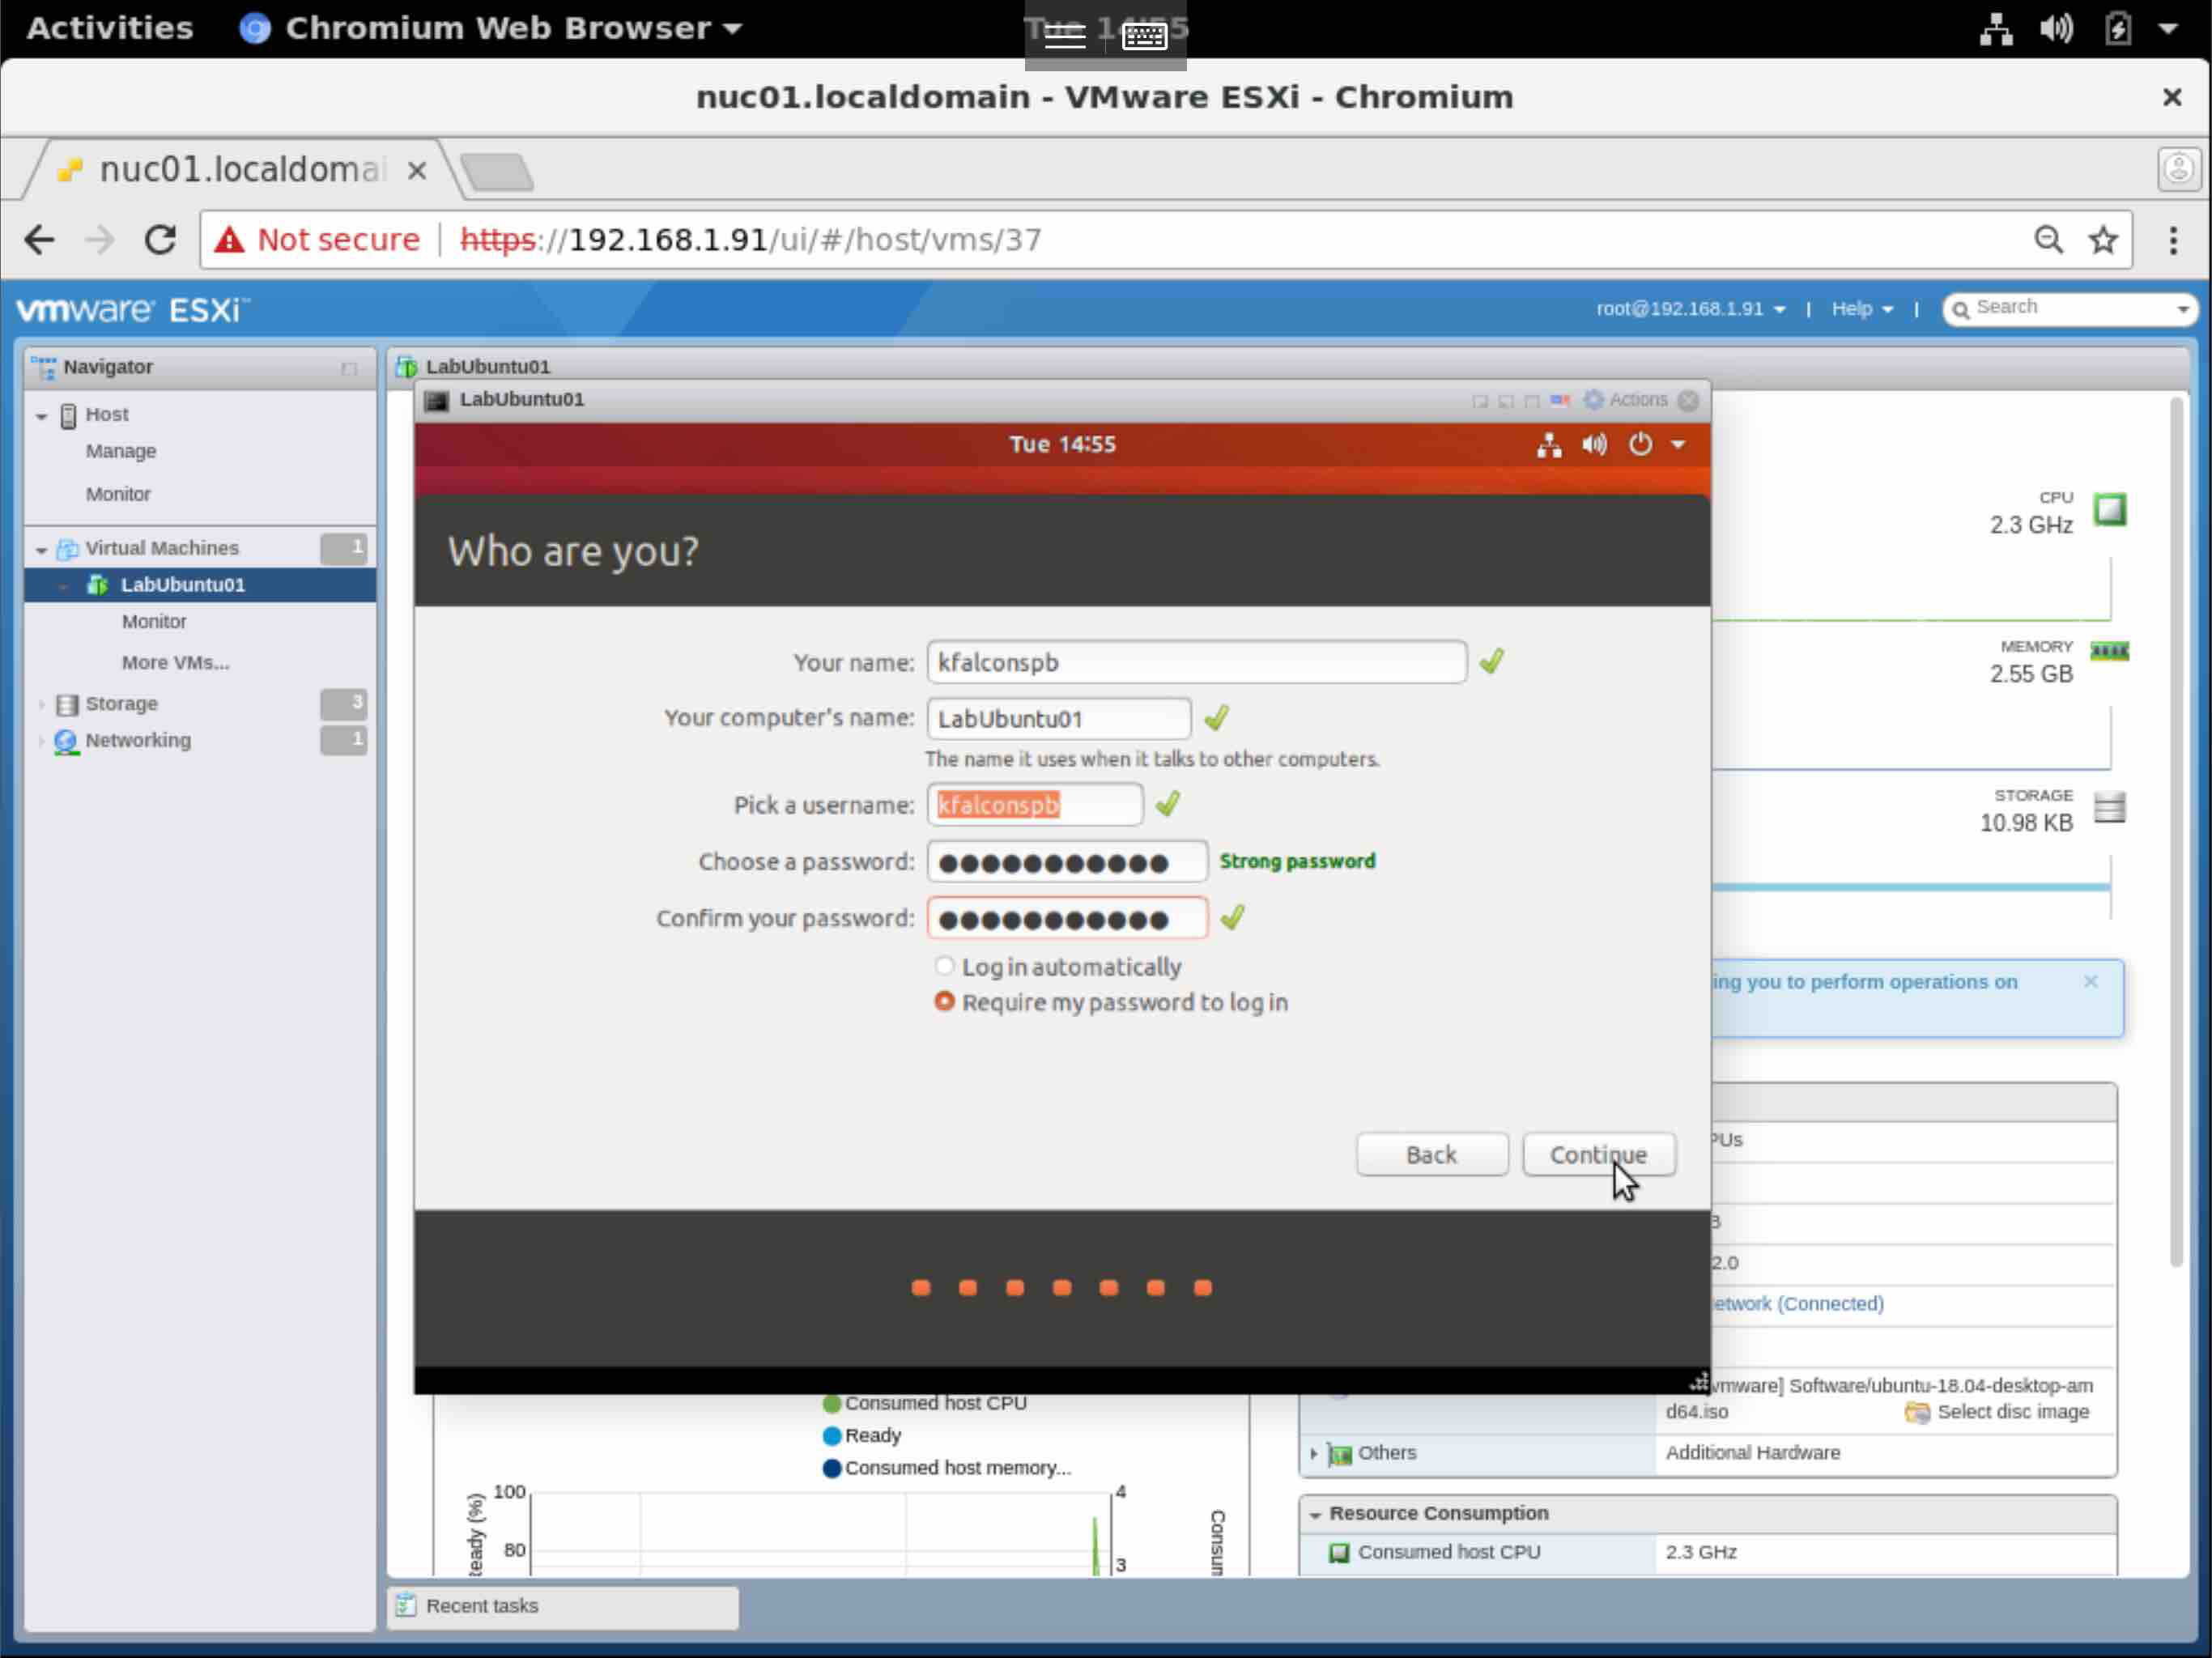 Activities Chromium Web Browser Tue 14:55
nuc01.localdomain - VMware ESXi - Chromium
nuc01.localdomai
Not secure https://192.168.1.91/ui/#/host/vms/37
vmware ESXi™ root@192.168.1.91 | Help | Search
Navigator
Host
Manage
Monitor
Virtual Machines 1
LabUbuntu01
Monitor
More VMs...
Storage 3
Networking 1
LabUbuntu01
LabUbuntu01 Actions
Tue 14:55
Who are you?
Your name: kfalconspb
Your computer's name: LabUbuntu01
The name it uses when it talks to other computers.
Pick a username: kfalconspb
Choose a password: ●●●●●●●●●●● Strong password
Confirm your password: ●●●●●●●●●●●
Log in automatically
Require my password to log in
Back Continue
CPU
2.3 GHz
MEMORY
2.55 GB
STORAGE
10.98 KB
ing you to perform operations on
PUs
B
2.0
etwork (Connected)
vmware] Software/ubuntu-18.04-desktop-am
d64.iso Select disc image
Others Additional Hardware
Resource Consumption
Consumed host CPU 2.3 GHz
Consumed host CPU
Ready
Consumed host memory...
100 4
80 3
eady (%)
Consum
Recent tasks